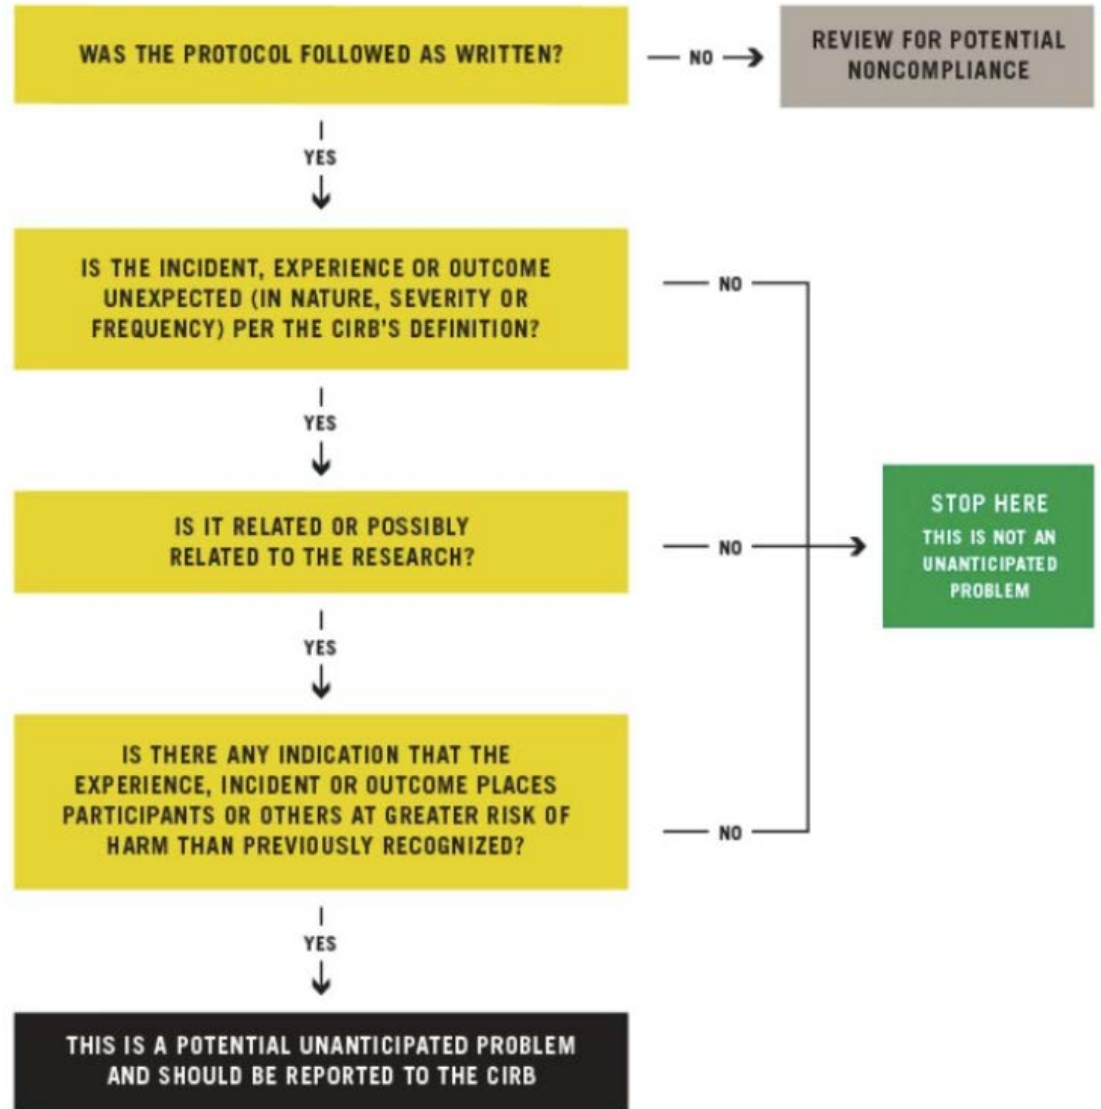 WAS THE PROTOCOL FOLLOWED AS WRITTEN?
NO
REVIEW FOR POTENTIAL
NONCOMPLIANCE
YES
IS THE INCIDENT, EXPERIENCE OR OUTCOME
UNEXPECTED (IN NATURE, SEVERITY OR
FREQUENCY) PER THE CIRB'S DEFINITION?
NO
YES
IS IT RELATED OR POSSIBLY
RELATED TO THE RESEARCH?
NO
STOP HERE
THIS IS NOT AN
UNANTICIPATED
PROBLEM
YES
IS THERE ANY INDICATION THAT THE
EXPERIENCE, INCIDENT OR OUTCOME PLACES
PARTICIPANTS OR OTHERS AT GREATER RISK OF
HARM THAN PREVIOUSLY RECOGNIZED?
NO
YES
THIS IS A POTENTIAL UNANTICIPATED PROBLEM
AND SHOULD BE REPORTED TO THE CIRB